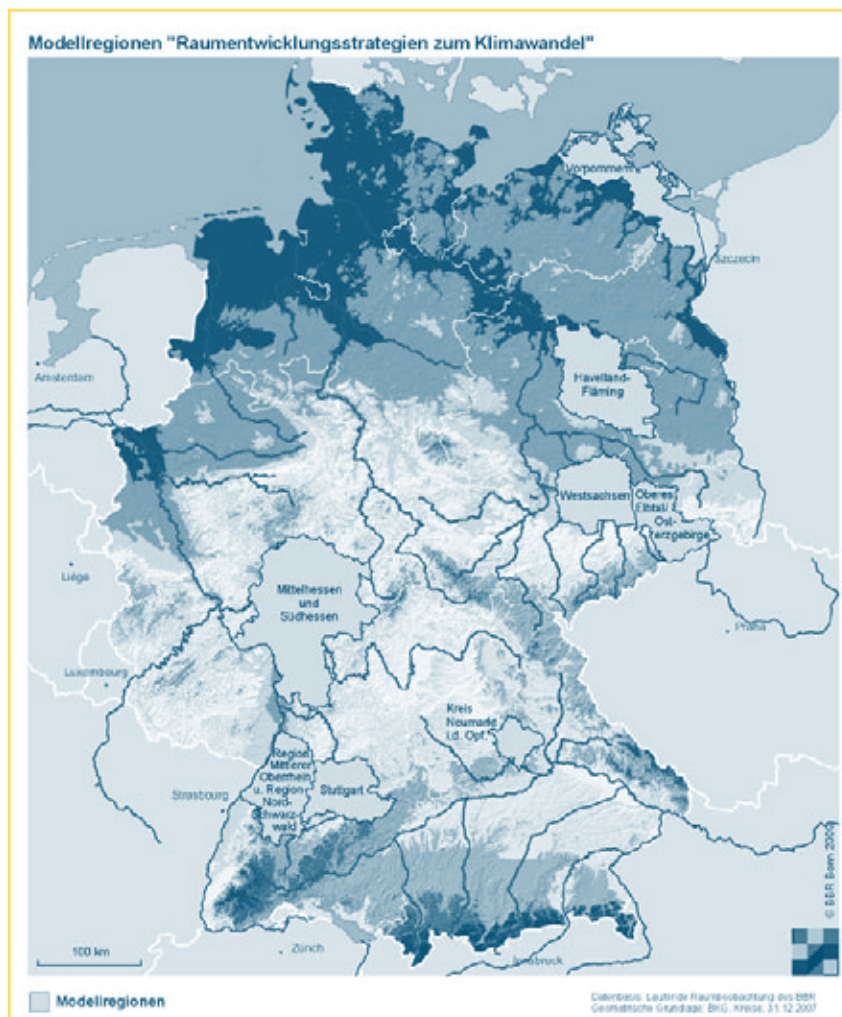 Modellregionen "Raumentwicklungsstrategien zum Klimawandel"
Vorpommern
Szczecin
Amsterdam
Havelland-
Fläming
Westsachsen
Oberes
Elbtal/
Ost-
erzgebirge
Liége
Mittelhessen
und
Südhessen
Praha
Luxembourg
Kreis
Neumarkt
i.d. Opf.
Region
Mittlerer
Oberrhein
u. Region
Nord-
Schwarz-
wald
Stuttgart
Strasbourg
© BBR Bonn
100 km
Zürich
Innsbruck
Modellregionen
Datenbasis: Laufende Raumbeobachtung des BBR
Geometrische Grundlage: BKG, Kreise, 31.12.2007